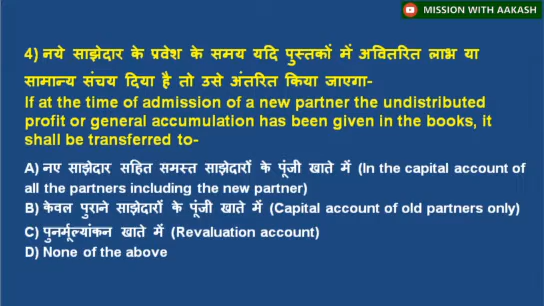 MISSION WITH AAKASH
4) नये साझेदार के प्रवेश के समय यदि पुस्तकों में अवितरित लाभ या
सामान्य संचय दिया है तो उसे अंतरित किया जाएगा-
If at the time of admission of a new partner the undistributed
profit or general accumulation has been given in the books, it
shall be transferred to-
A) नए साझेदार सहित समस्त साझेदारों के पूंजी खाते में (In the capital account of
all the partners including the new partner)
B) केवल पुराने साझेदारों के पूंजी खाते में (Capital account of old partners only)
C) पुनर्मूल्यांकन खाते में (Revaluation account)
D) None of the above